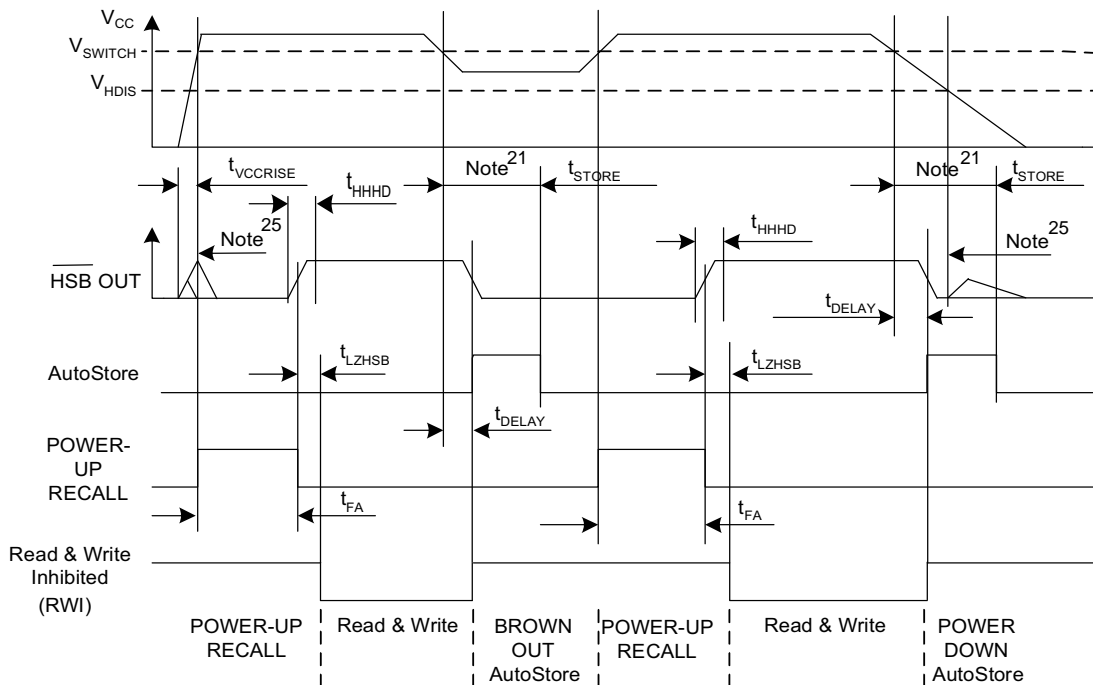 VCC
VSWITCH
VHDIS
tVCCRISE
Note21
tSTORE
Note21
tSTORE
tHHHD
Note25
tHHHD
Note25
HSB OUT
tDELAY
tLZHSB
tLZHSB
AutoStore
tDELAY
POWER-
UP
RECALL
tFA
tFA
Read & Write
Inhibited
(RWI)
POWER-UP
RECALL
Read & Write
BROWN
OUT
AutoStore
POWER-UP
RECALL
Read & Write
POWER
DOWN
AutoStore